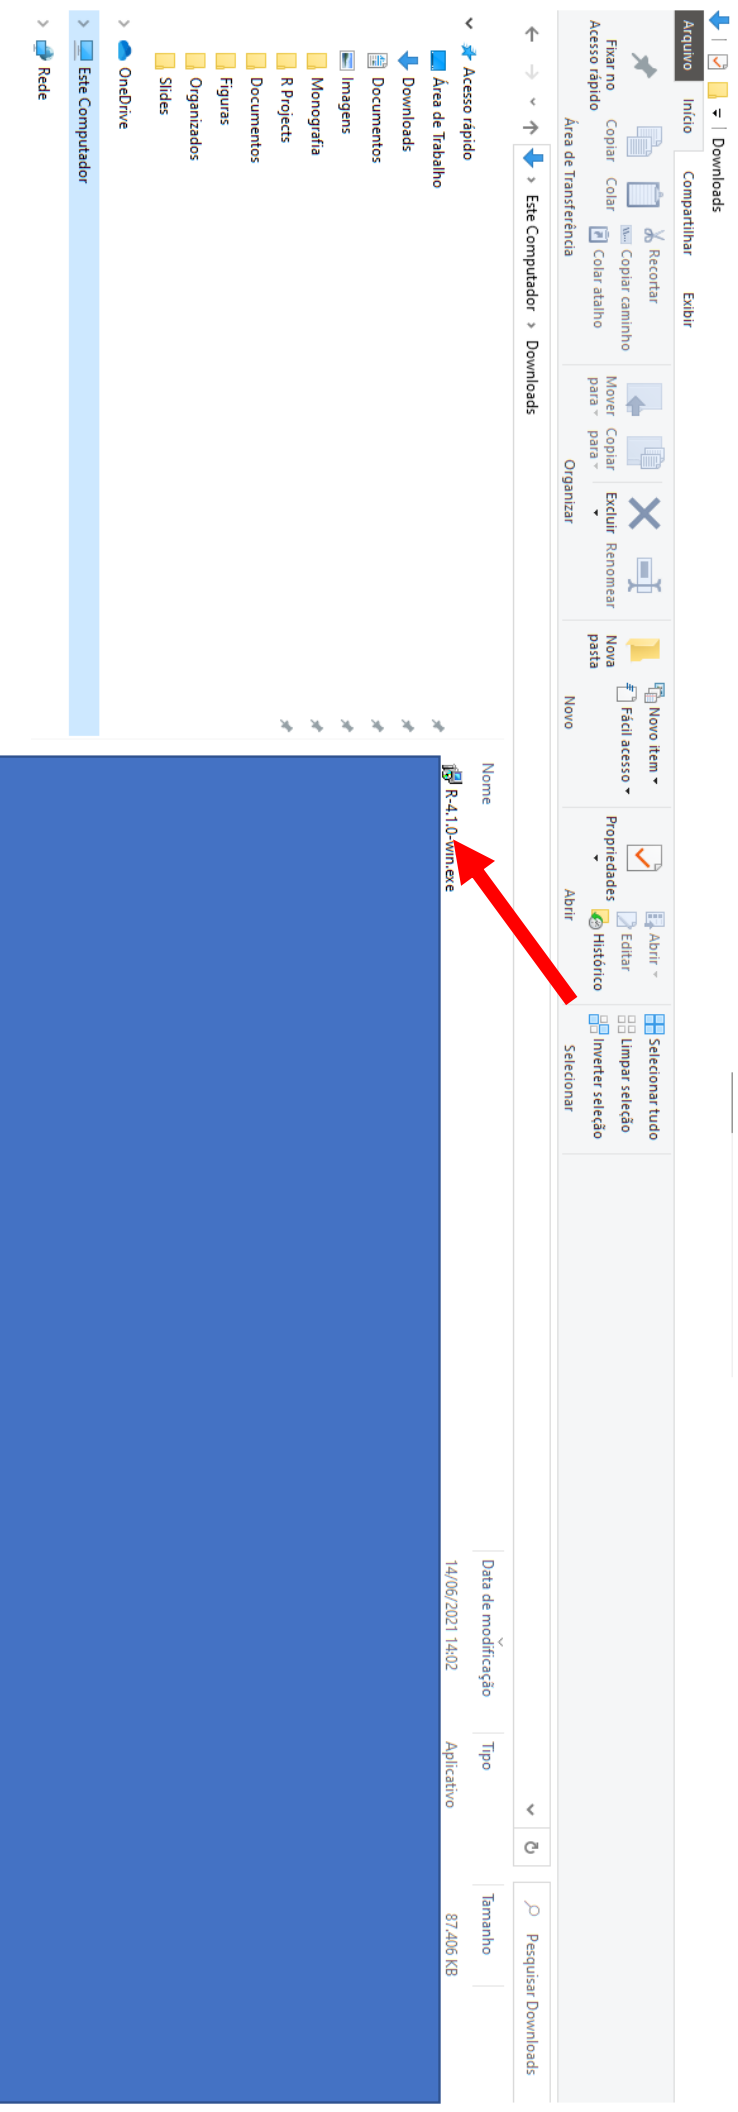 Downloads
Arquivo Início Compartilhar Exibir
Fixar no
Acesso rápido
Copiar
Colar
Recortar
Copiar caminho
Colar atalho
Área de Transferência
Mover
para
Copiar
para
Excluir
Renomear
Organizar
Nova
pasta
Novo item
Fácil acesso
Novo
Propriedades
Abrir
Editar
Histórico
Abrir
Selecionar tudo
Limpar seleção
Inverter seleção
Selecionar
Este Computador > Downloads
Pesquisar Downloads
Acesso rápido
Área de Trabalho
Downloads
Documentos
Imagens
Monografia
R Projects
Documentos
Figuras
Organizados
Slides
OneDrive
Este Computador
Rede
Nome Data de modificação Tipo Tamanho
R-4.1.0-win.exe 14/06/2021 14:02 Aplicativo 87.406 KB